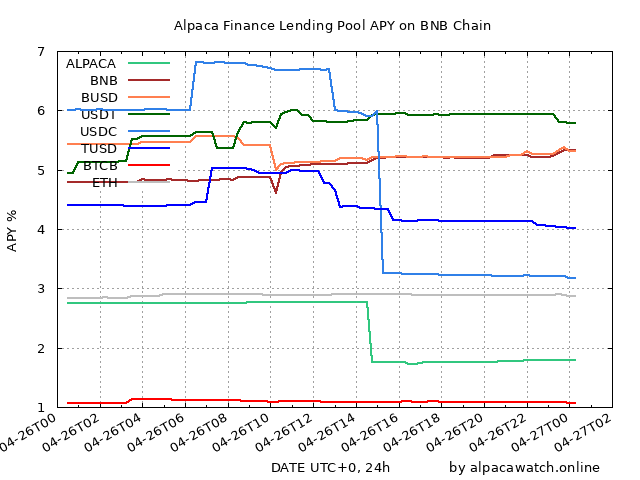 Alpaca Finance Lending Pool APY on BNB Chain
7
6
5
4
3
2
1
APY %
ALPACA
BNB
BUSD
USDT
USDC
TUSD
BTCB
ETH
04-26T00
04-26T02
04-26T04
04-26T06
04-26T08
04-26T10
04-26T12
04-26T14
04-26T16
04-26T18
04-26T20
04-26T22
04-27T00
04-27T02
DATE UTC+0, 24h
by alpacawatch.online